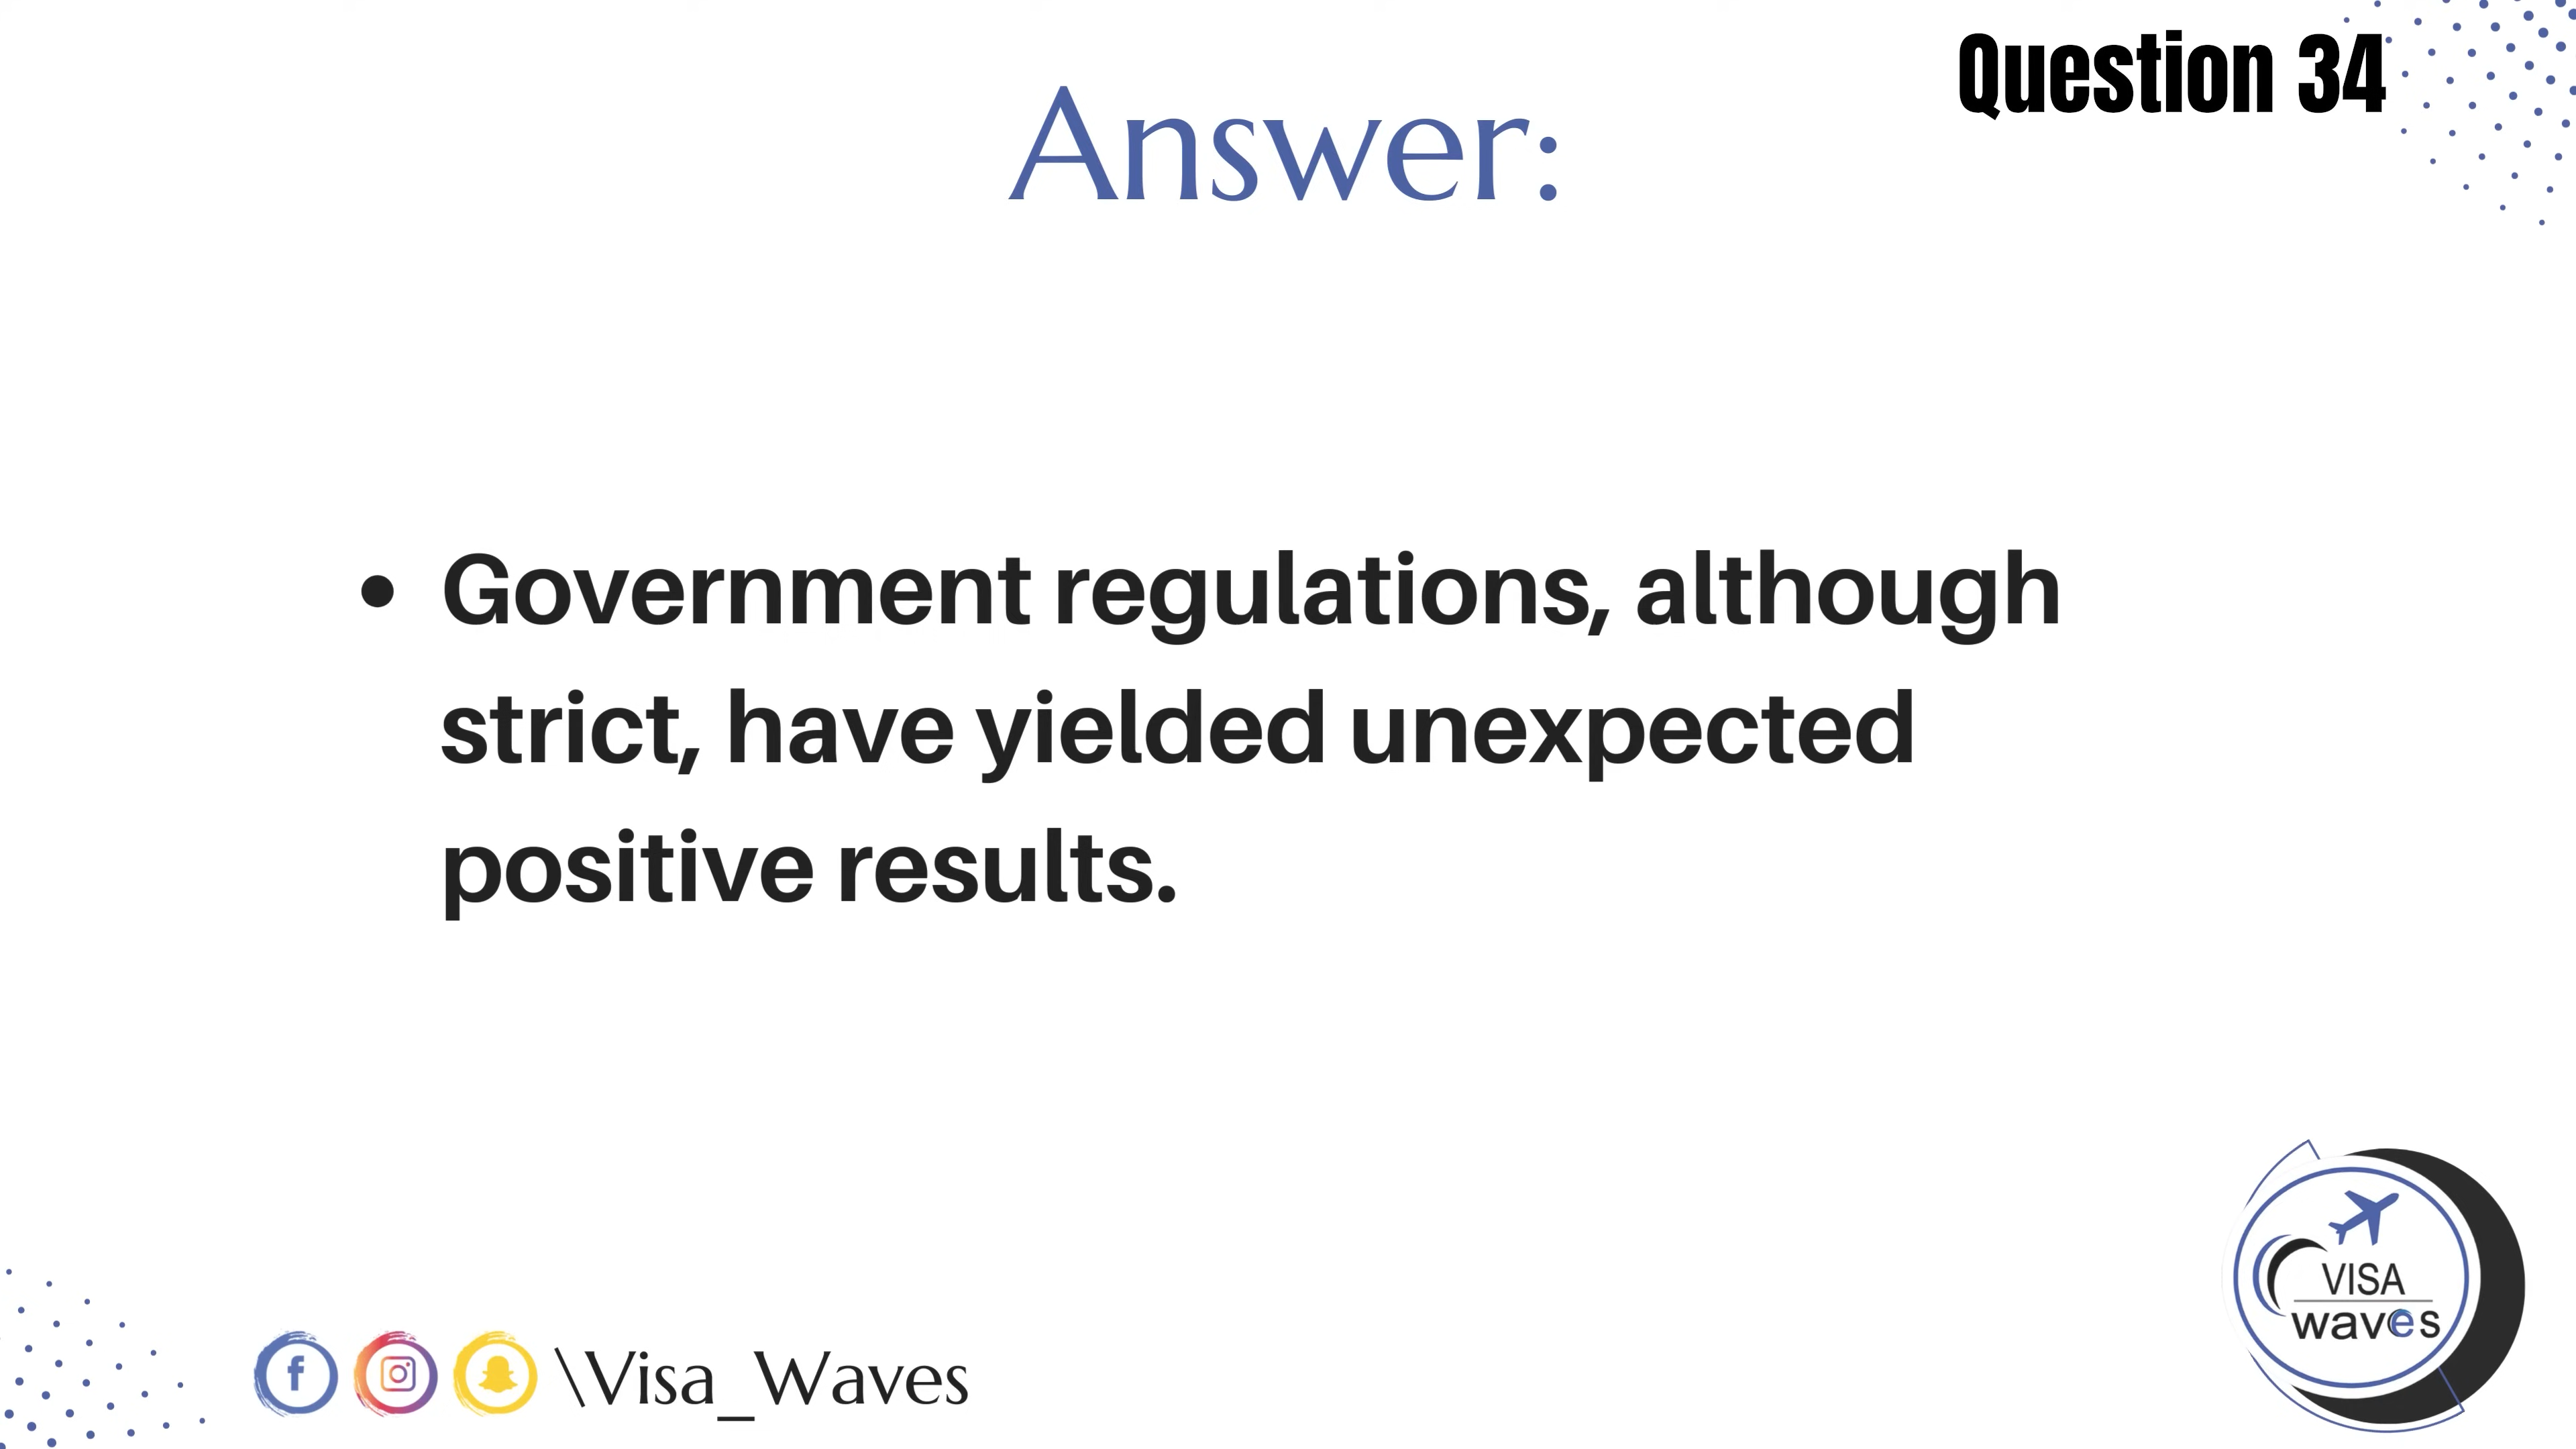 Question 34
Answer:
• Government regulations, although
strict, have yielded unexpected
positive results.
VISA
waves
\Visa_Waves